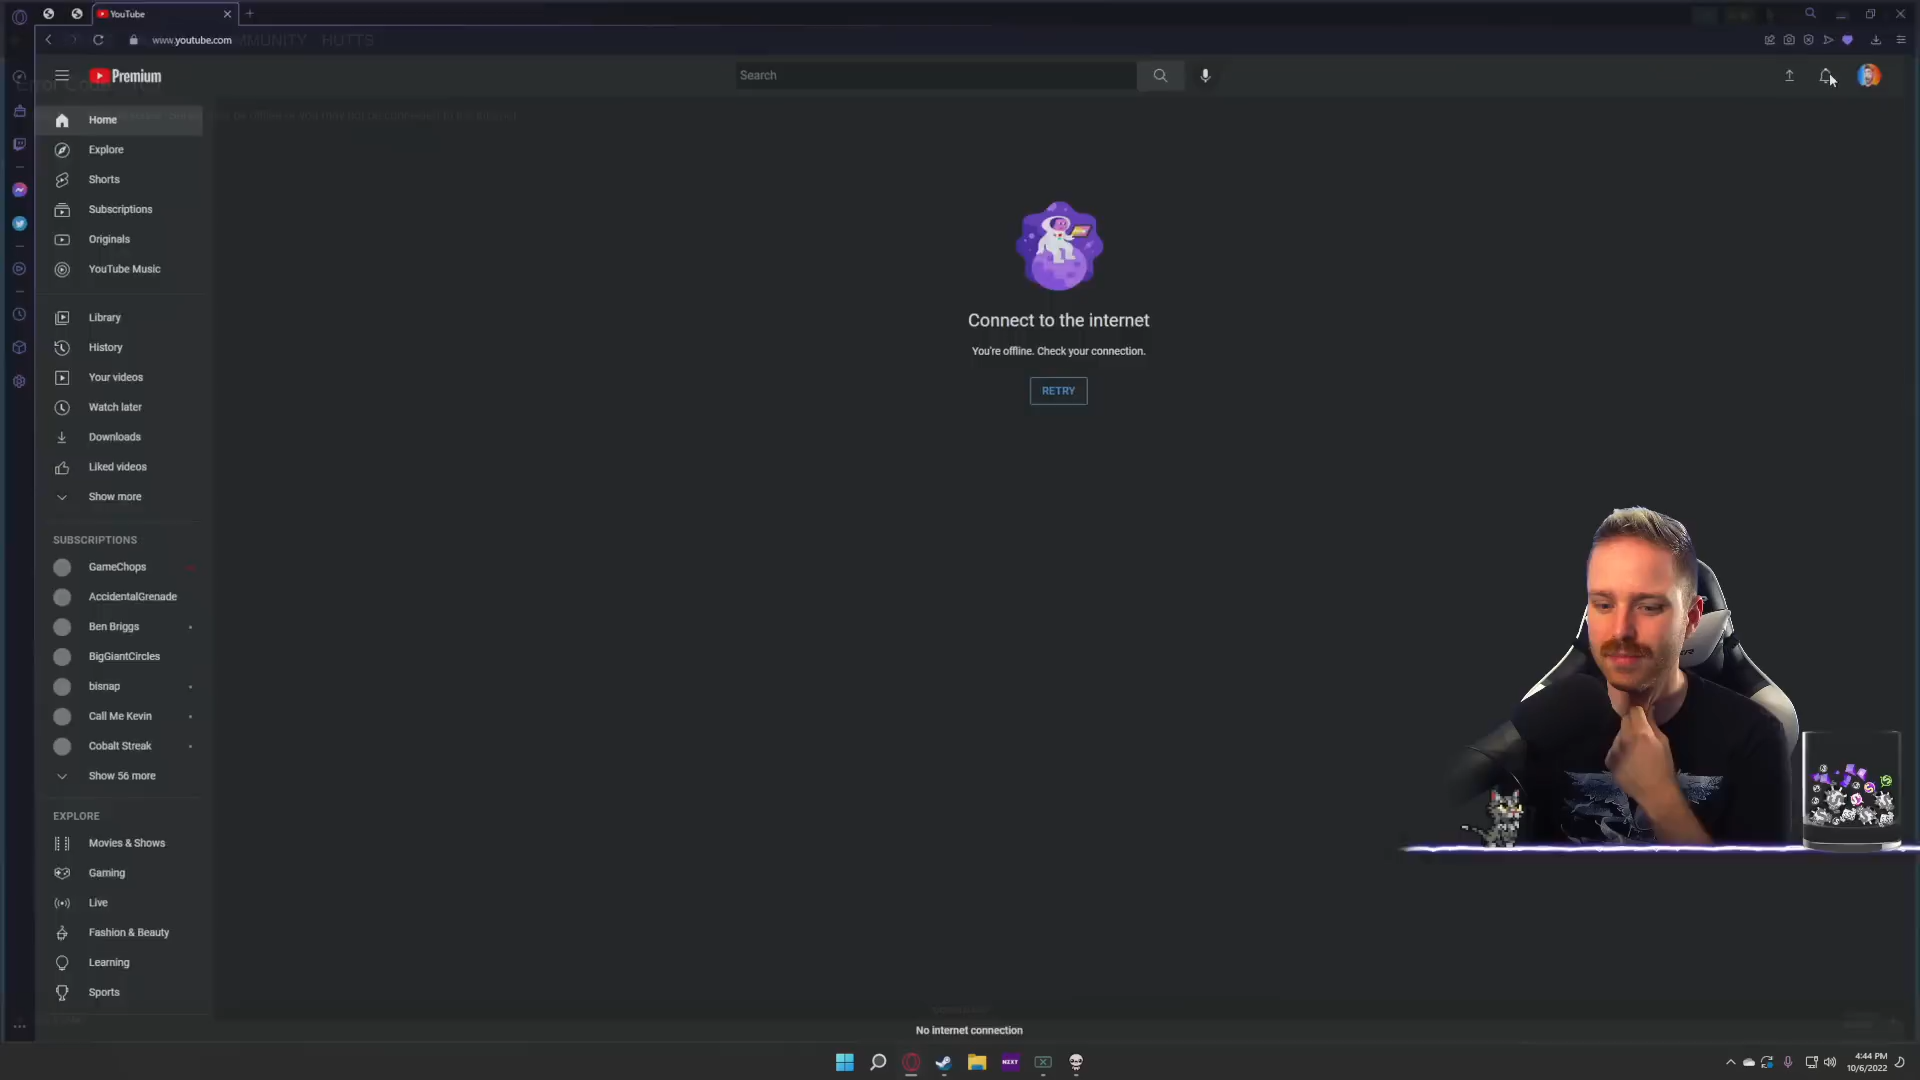 YouTube
www.youtube.com
MUNITY HUTTS
Premium
Search
Home
Explore
Shorts
Subscriptions
Originals
YouTube Music
Library
History
Your videos
Watch later
Downloads
Liked videos
Show more
SUBSCRIPTIONS
GameChops
AccidentalGrenade
Ben Briggs
BigGiantCircles
bisnap
Call Me Kevin
Cobalt Streak
Show 56 more
EXPLORE
Movies & Shows
Gaming
Live
Fashion & Beauty
Learning
Sports
Connect to the internet
You're offline. Check your connection.
RETRY
No internet connection
NZXT
4:44 PM
10/6/2022